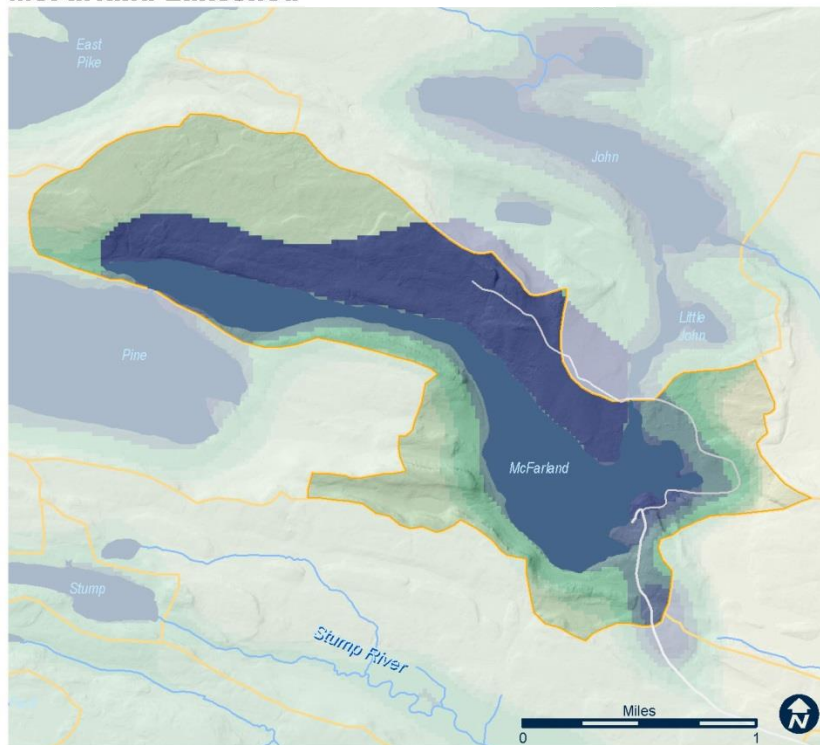 East
Pike
John
Little
John
Pine
McFarland
Stump
Stump River
Miles
0 1
N